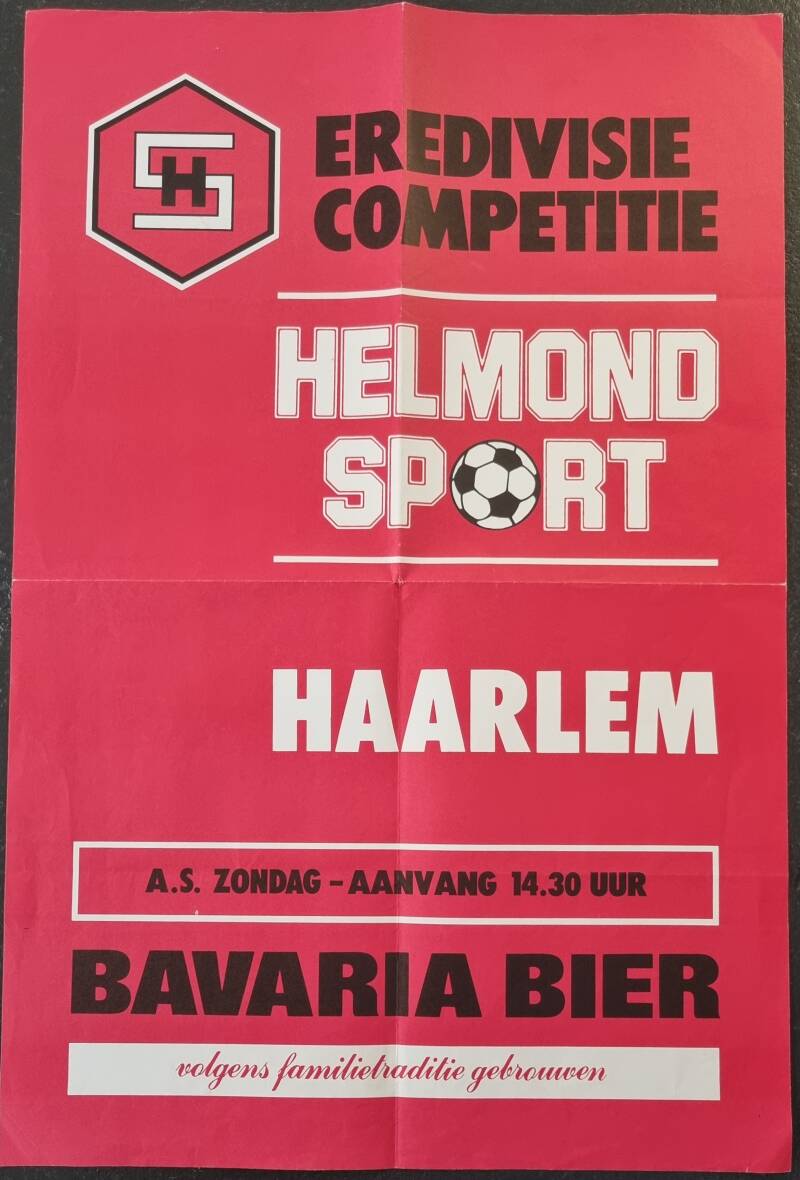 SH
EREDIVISIE
COMPETITIE
HELMOND
SPORT
HAARLEM
A.S. ZONDAG - AANVANG 14.30 UUR
BAVARIA BIER
volgens familietraditie gebrouwen